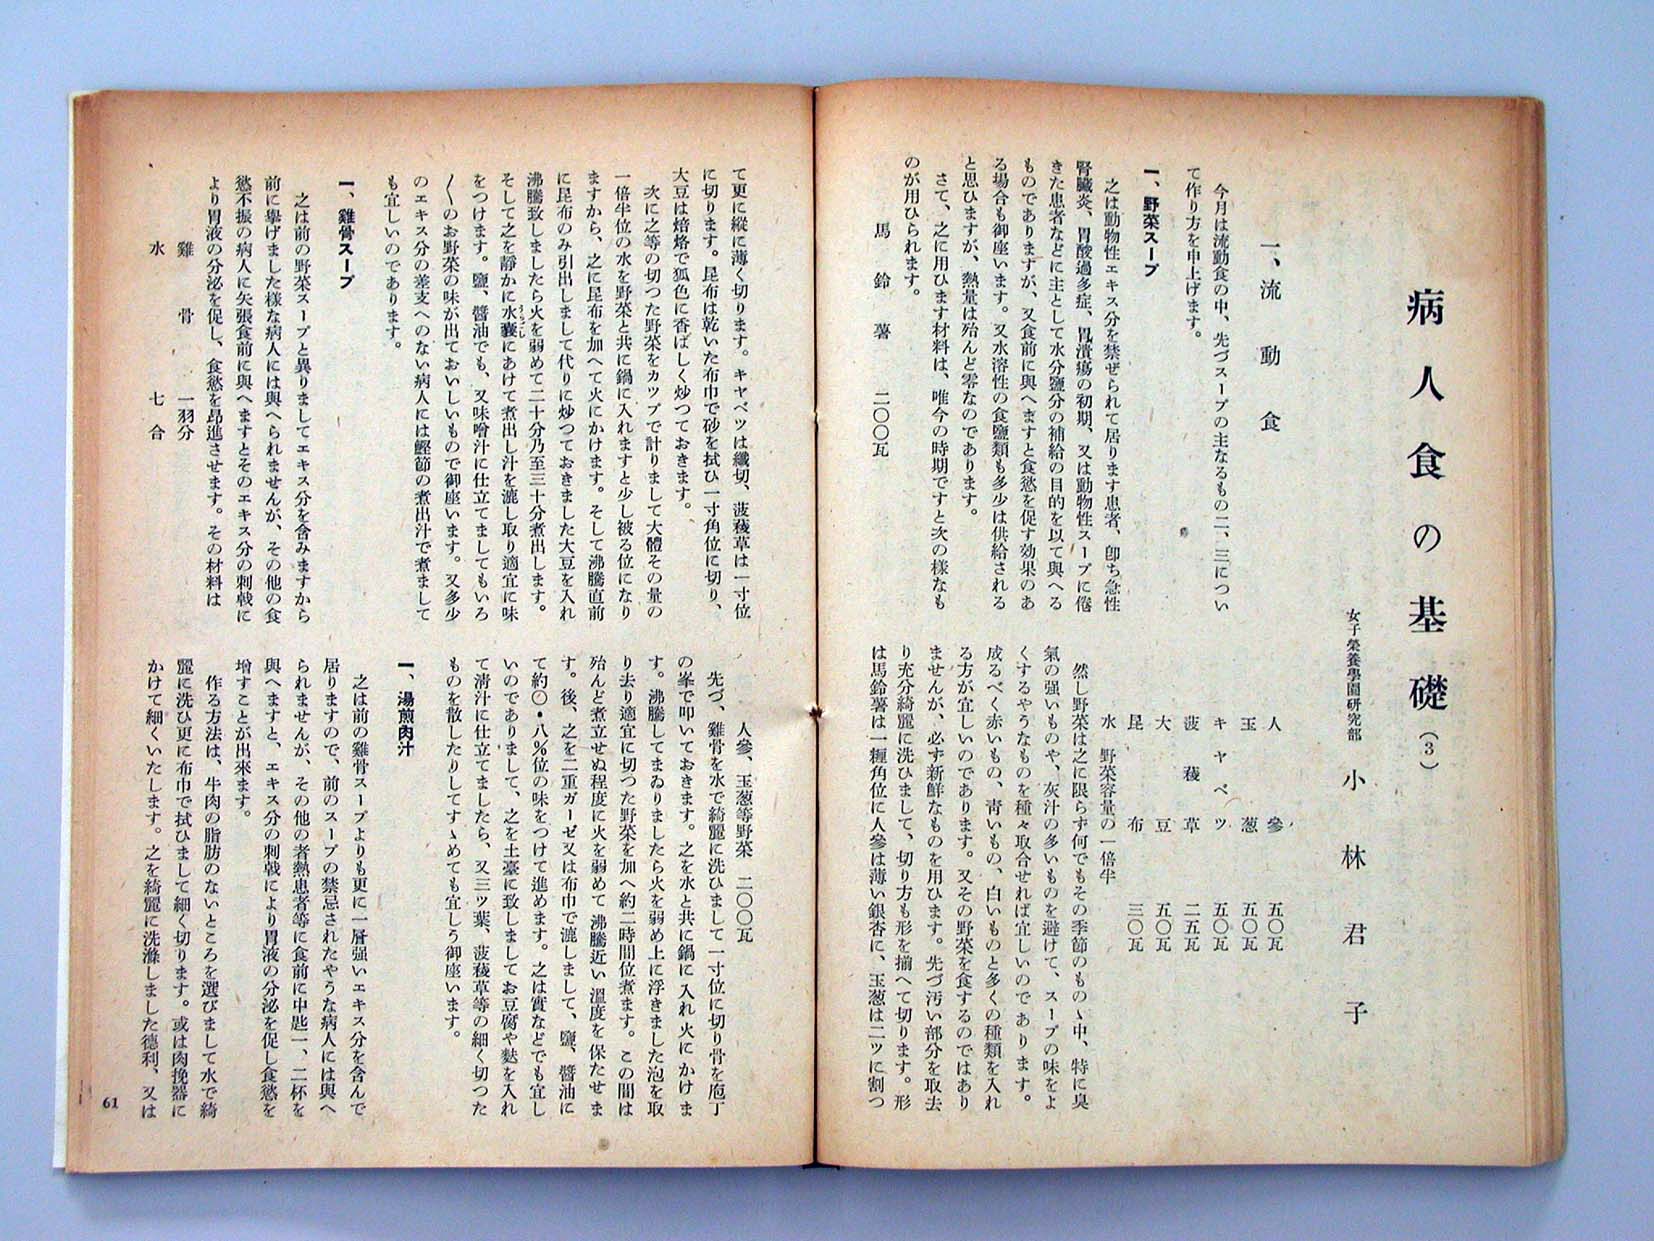 病人食の基礎（3）
女子榮養學園研究部　小林君子
一、流動食
今月は流動食の中、先づスープの主なるもの二、三につい
て作り方を申上げます。
一、野菜スープ
之は動物性エキス分を禁ぜられて居ります患者、卽ち急性
腎臟炎、胃酸過多症、胃潰瘍の初期、又は動物性スープに倦
きた患者などに主として水分鹽分の補給の目的を以て與へる
ものでありますが、又食前に與へますと食慾を促す効果のあ
る場合も御座います。又水溶性の食鹽類も多少は供給される
と思ひますが、熱量は殆んど零なのであります。
さて、之に用ひます材料は、唯今の時期ですと次の様なも
のが用ひられます。
馬鈴薯　二〇〇瓦
人參　五〇瓦
玉葱　五〇瓦
キャベツ　五〇瓦
菠薐草　二五瓦
大豆　五〇瓦
昆布　三〇瓦
水　野菜容量の一倍半
然し野菜は之に限らず何でもその季節のもの〻中、特に臭
氣の强いものや、灰汁の多いものを避けて、スープの味をよ
くするやうなものを種々取合せれば宜しいのであります。
成るべく赤いもの、靑いもの、白いものと多くの種類を入れ
る方が宜しいのであります。又その野菜を食するのではあり
ませんが、必ず新鮮なものを用ひます。先づ汚い部分を取去
り充分綺麗に洗ひまして、切り方も形を揃へて切ります。形
は馬鈴薯は一糎角位に人參は薄い銀杏に、玉葱は二ツに割つ
て更に縱に薄く切ります。キヤベツは纖切、菠薐草は一寸位
に切ります。昆布は乾いた布巾で砂を拭ひ一寸角位に切り、
大豆は焙烙で狐色に香ばしく炒つておきます。
次に之等の切つた野菜をカツプで計りまして大體その量の
一倍半位の水を野菜と共に鍋に入れますと少し被る位になり
ますから、之に昆布を加へて火にかけます。そして沸騰直前
に昆布のみ引出しまして代りに炒つておきました大豆を入れ
沸騰致しましたら火を弱めて二十分乃至三十分煮出します。
そして之を靜かに水嚢にあけて煮出し汁を漉し取り適宜に味
をつけます。鹽、醬油でも、又味噌汁に仕立てましてもいろ
〳〵のお野菜の味が出ておいしいもので御座います。又多少
のエキス分の差支へのない病人には鰹節の煮出汁で煮まして
も宜しいのであります。
一、雞骨スープ
之は前の野菜スープと異りましてエキス分を含みますから
前に擧げました樣な病人には與へられませんが、その他の食
慾不振の病人に矢張食前に與へますとそのエキス分の刺戟に
より胃液の分泌を促し、食慾を昂進させます。その材料は
雞骨　一羽分
水　七合
人參、玉葱等野菜　二〇〇瓦
先づ、雞骨を水で綺麗に洗ひまして一寸位に切り骨を庖丁
の峯で叩いておきます。之を水と共に鍋に入れ火にかけま
す。沸騰してまゐりましたら火を弱め上に浮きました泡を取
り去り適宜に切つた野菜を加へ約二時間位煮ます。この間は
殆んど煮立せぬ程度に火を弱めて沸騰近い溫度を保たせま
す。後、之を二重ガーゼ又は布巾で漉しまして、鹽、醬油に
て約〇・八％位の味をつけて進めます。之は實などでも宜し
いのでありまして、之を土臺に致しましてお豆腐や麩を入れ
て淸汁に仕立てましたら、又三ツ葉、菠薐草等の細く切つた
ものを散したりしてすゝめても宜しう御座います。
一、湯煎肉汁
之は前の雞骨スープよりも更に一層强いエキス分を含んで
居りますので、前のスープの禁忌されたやうな病人には與へ
られませんが、その他の者熱患者等に食前に中匙一、二杯を
與へますと、エキス分の刺戟により胃液の分泌を促し食慾を
增すことが出來ます。
作る方法は、牛肉の脂肪のないところを選びまして水で綺
麗に洗ひ更に布巾で拭ひまして細く切ります。或は肉挽器に
かけて細くいたします。之を綺麗に洗滌しました德利、又は
61